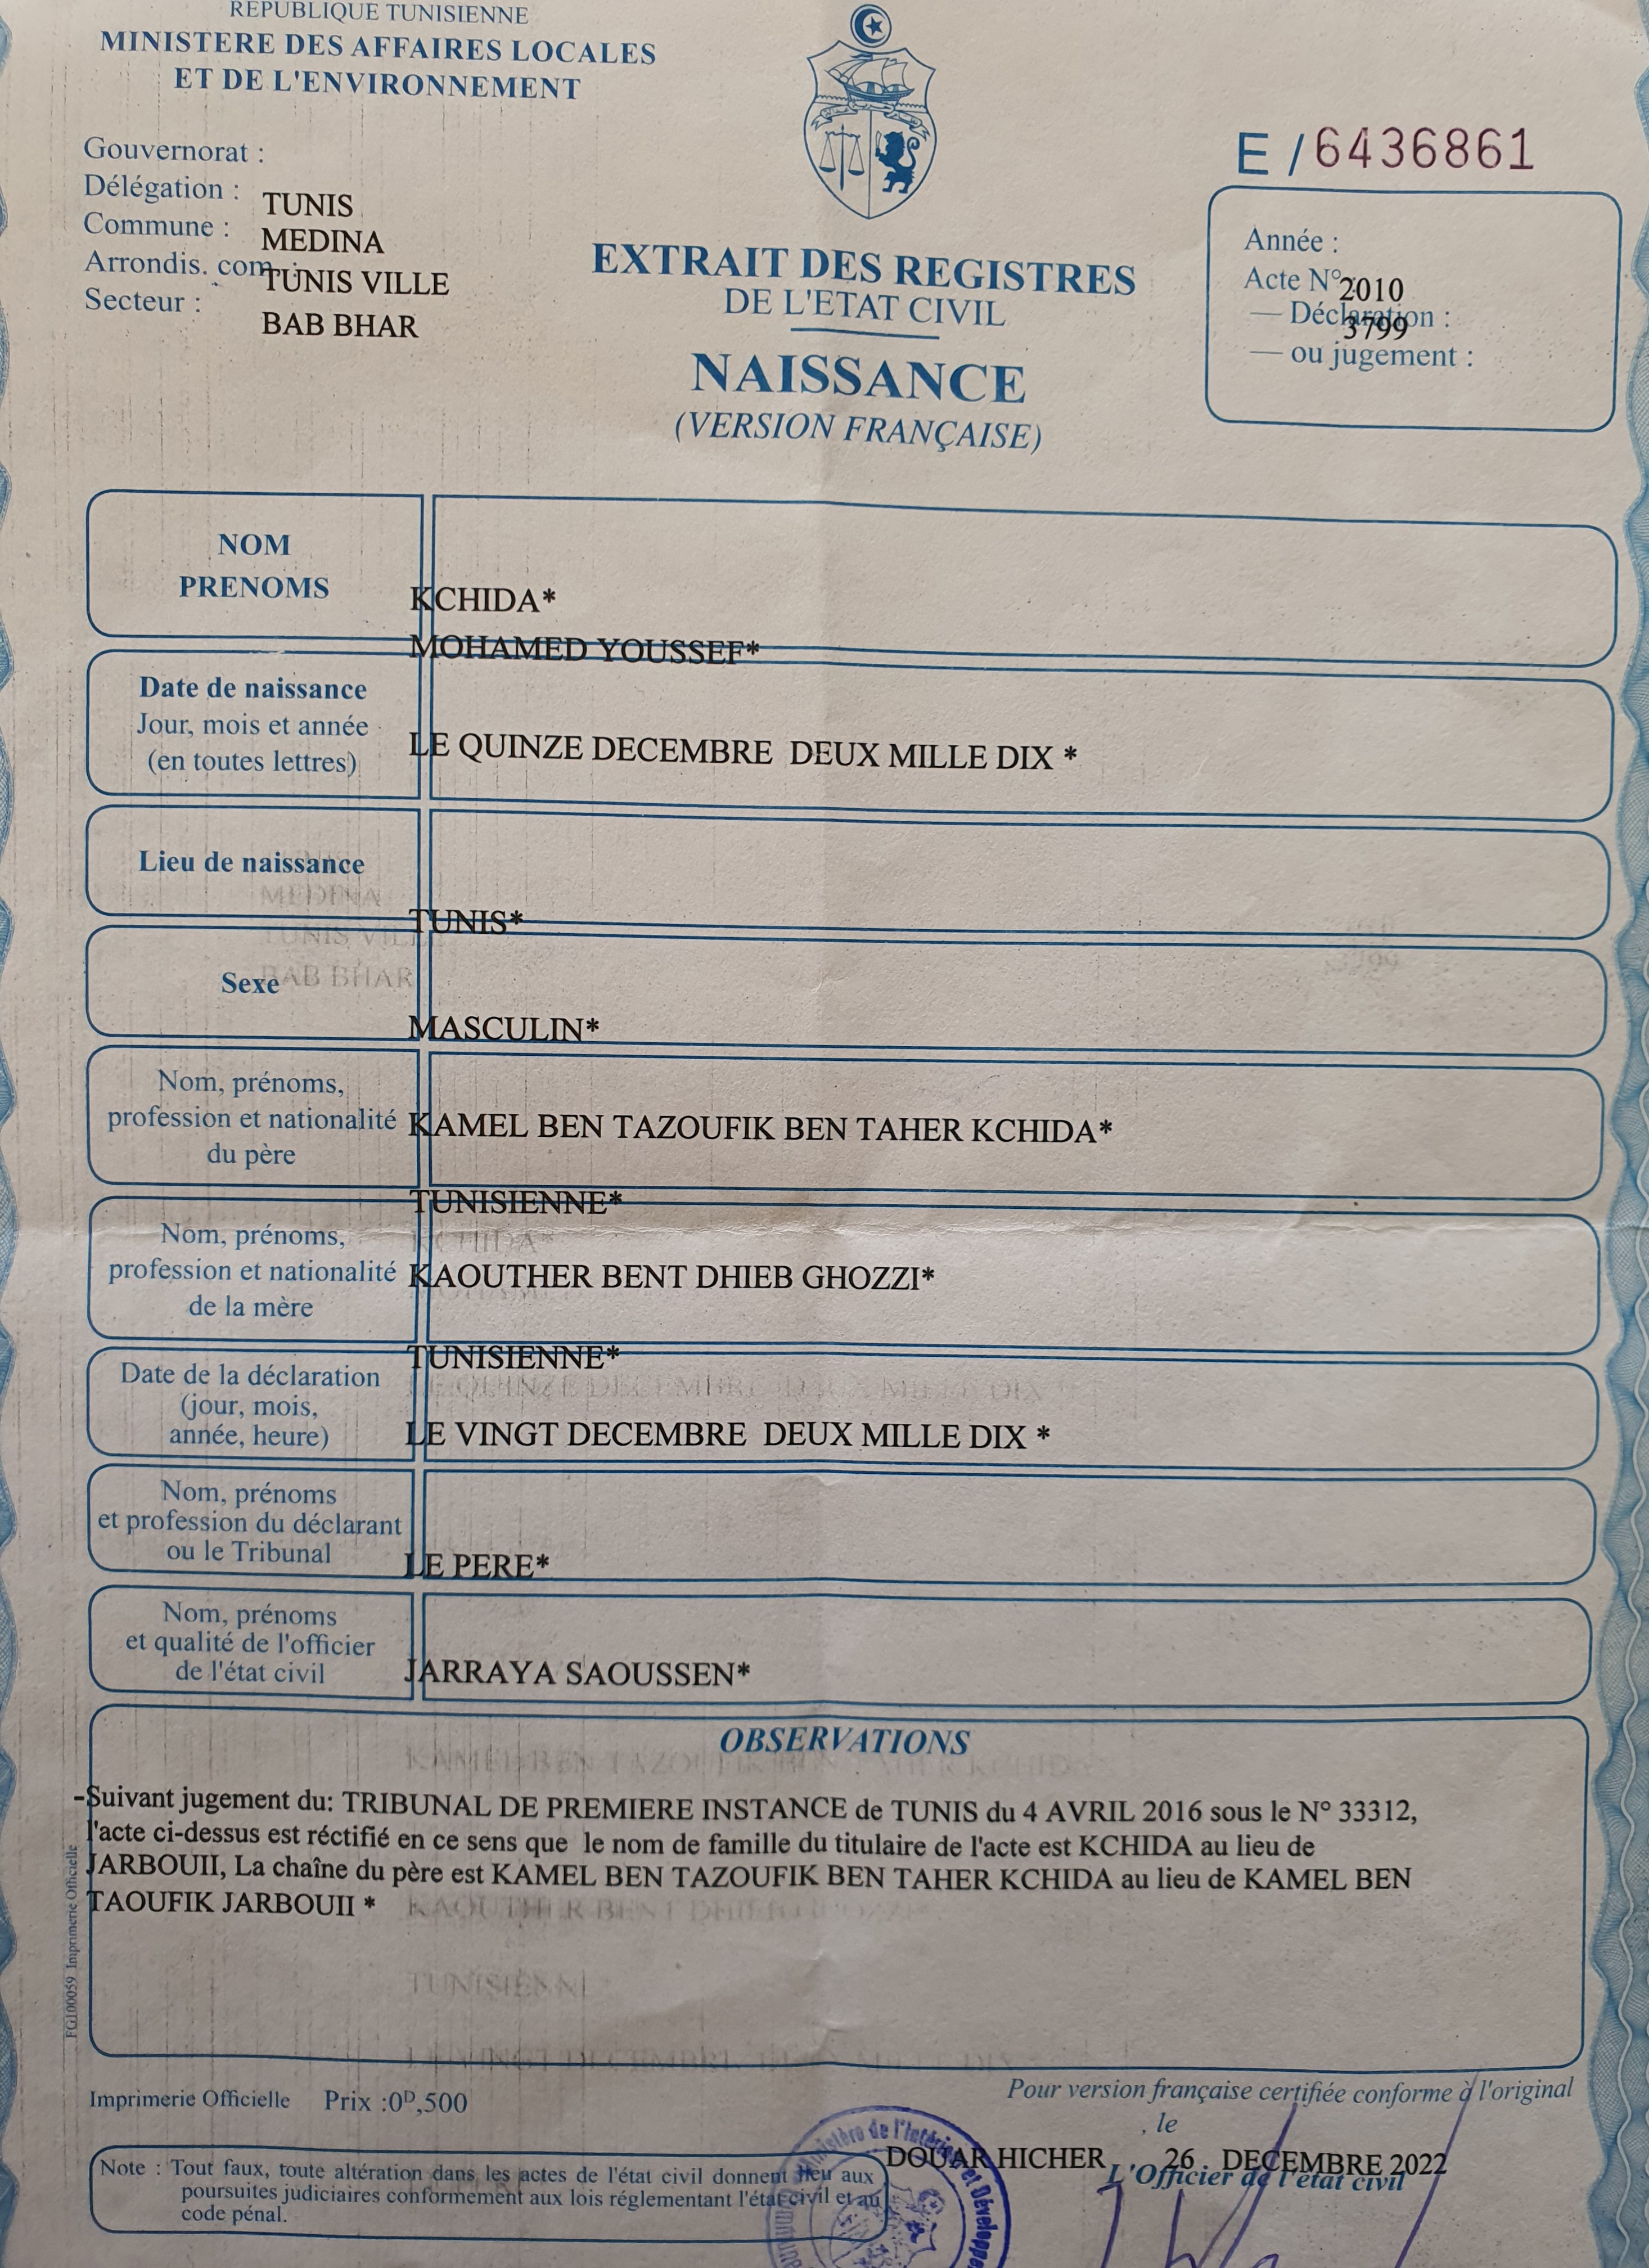 REPUBLIQUE TUNISIENNE
MINISTERE DES AFFAIRES LOCALES
ET DE L'ENVIRONNEMENT
Gouvernorat :
Délégation : TUNIS
Commune : MEDINA
Arrondis. com. : TUNIS VILLE
Secteur : BAB BHAR
E / 6436861
Année :
Acte N° : 2010
— Déclaration : 3799
— ou jugement :
EXTRAIT DES REGISTRES
DE L'ETAT CIVIL
NAISSANCE
(VERSION FRANÇAISE)
NOM
PRENOMS
KCHIDA*
MOHAMED YOUSSEF*
Date de naissance
Jour, mois et année
(en toutes lettres)
LE QUINZE DECEMBRE DEUX MILLE DIX *
Lieu de naissance
TUNIS*
Sexe
MASCULIN*
Nom, prénoms,
profession et nationalité
du père
KAMEL BEN TAZOUFIK BEN TAHER KCHIDA*
TUNISIENNE*
Nom, prénoms,
profession et nationalité
de la mère
KAOUTHER BENT DHIEB GHOZZI*
TUNISIENNE*
Date de la déclaration
(jour, mois,
année, heure)
LE VINGT DECEMBRE DEUX MILLE DIX *
Nom, prénoms
et profession du déclarant
ou le Tribunal
LE PERE*
Nom, prénoms
et qualité de l'officier
de l'état civil
JARRAYA SAOUSSEN*
OBSERVATIONS
-Suivant jugement du: TRIBUNAL DE PREMIERE INSTANCE de TUNIS du 4 AVRIL 2016 sous le N° 33312,
l'acte ci-dessus est réctifié en ce sens que le nom de famille du titulaire de l'acte est KCHIDA au lieu de
JARBOUII, La chaîne du père est KAMEL BEN TAZOUFIK BEN TAHER KCHIDA au lieu de KAMEL BEN
TAOUFIK JARBOUII *
FG100059 Imprimerie Officielle
Imprimerie Officielle Prix :0ᴰ,500
Pour version française certifiée conforme à l'original
, le
DOUAR HICHER 26 DECEMBRE 2022
L'Officier de l'état civil
Note : Tout faux, toute altération dans les actes de l'état civil donnent lieu aux
poursuites judiciaires conformement aux lois réglementant l'état civil et au
code pénal.
Ministère de l'Intérieur et